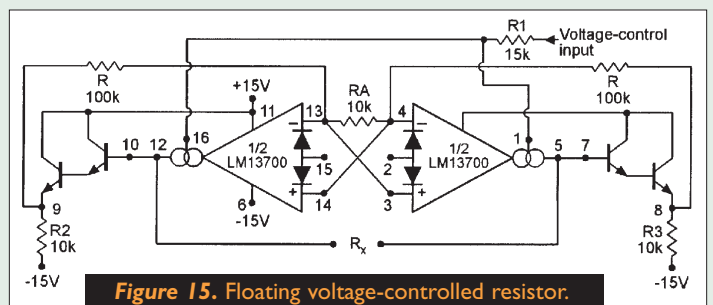 R1
15k
Voltage-control
input
R
100k
+15V
11
13
RA
10k
4
R
100k
10
12
16
1/2
LM13700
15
14
2
3
1/2
LM13700
1
5
7
6
-15V
9
R2
10k
-15V
Rx
8
R3
10k
-15V
− + − +
Figure 15. Floating voltage-controlled resistor.